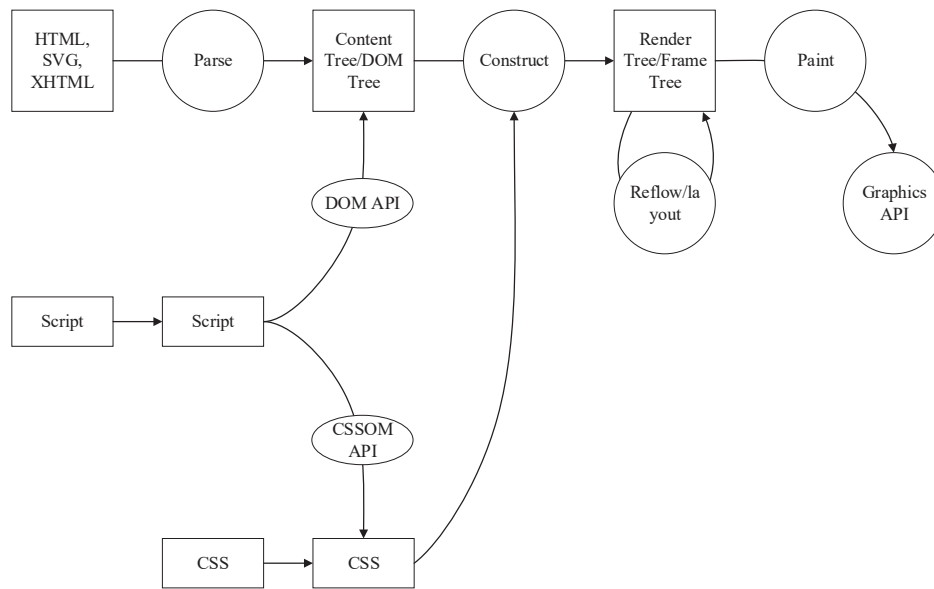 HTML,
SVG,
XHTML
Parse
Content
Tree/DOM
Tree
Construct
Render
Tree/Frame
Tree
Paint
DOM API
Reflow/la
yout
Graphics
API
Script
Script
CSSOM
API
CSS
CSS